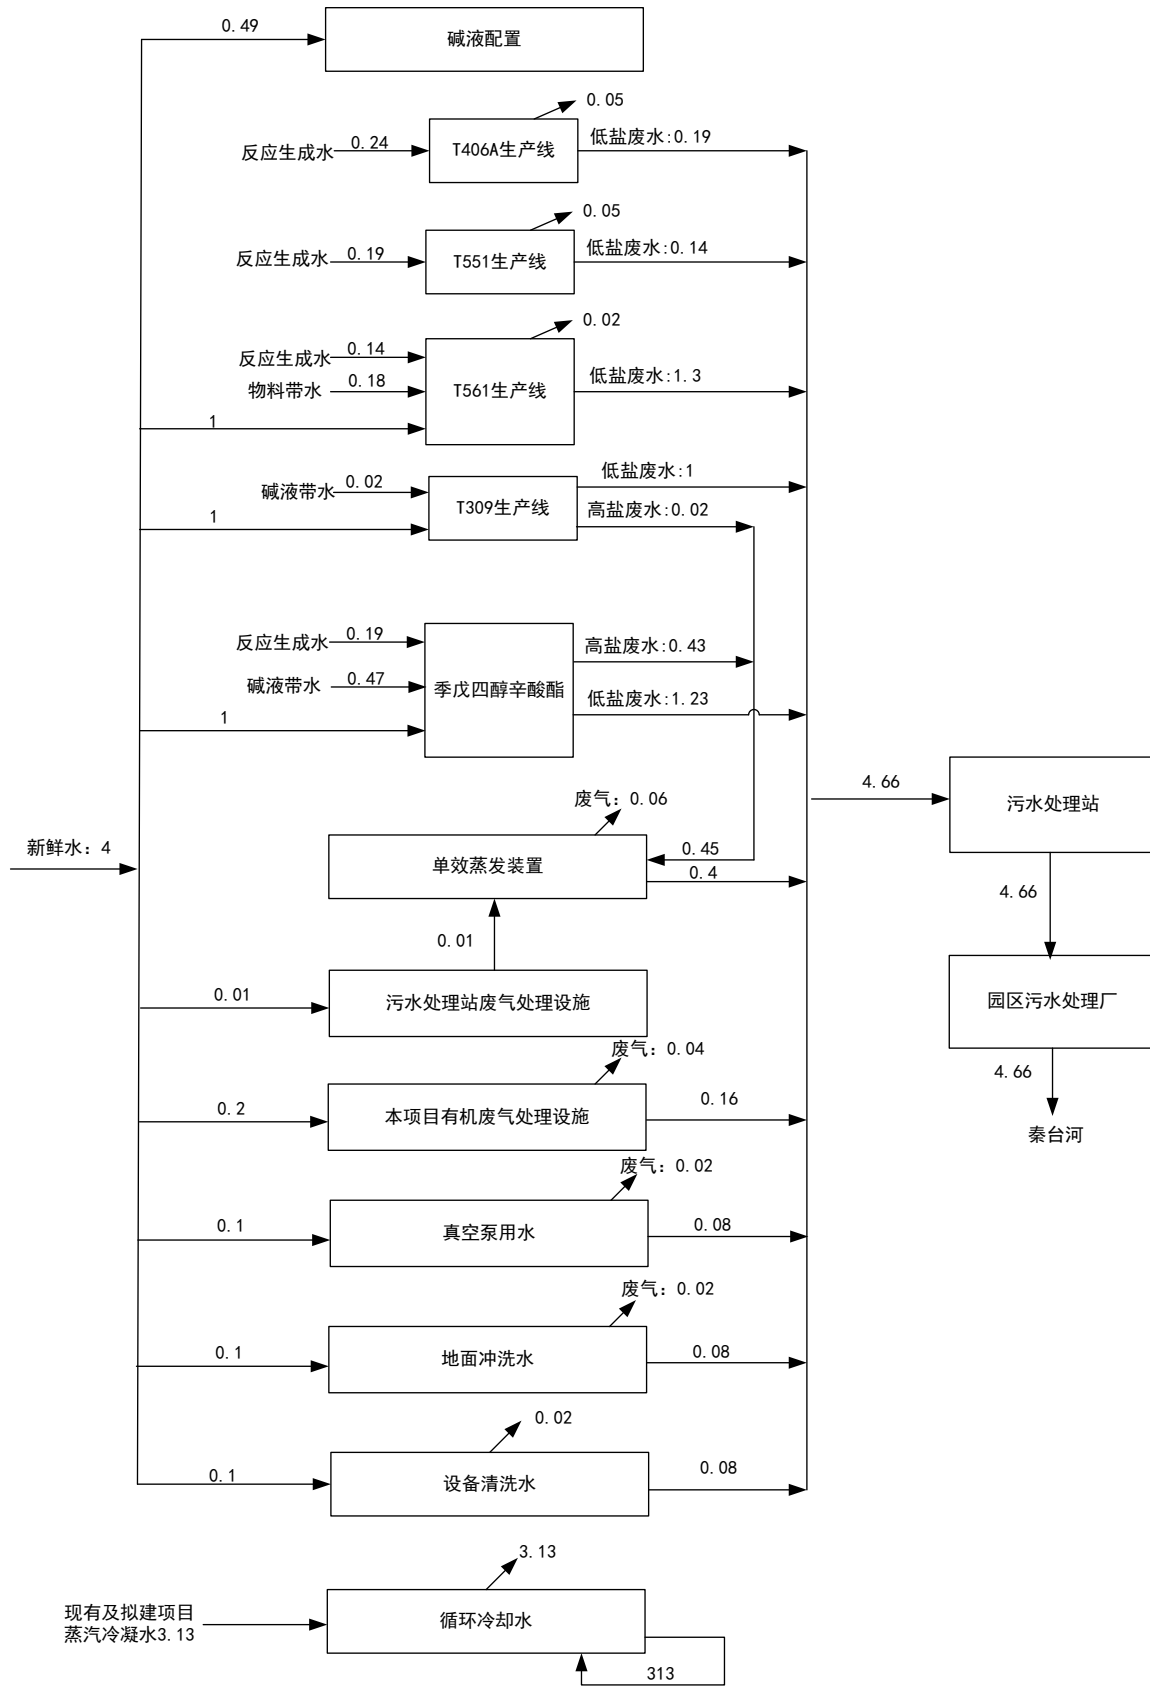 0.49
碱液配置
0.05
反应生成水
0.24
T406A生产线
低盐废水:0.19
0.05
反应生成水
0.19
T551生产线
低盐废水:0.14
0.02
反应生成水
0.14
物料带水
0.18
T561生产线
低盐废水:1.3
1
碱液带水
0.02
T309生产线
低盐废水:1
高盐废水:0.02
1
反应生成水
0.19
碱液带水
0.47
季戊四醇辛酸酯
高盐废水:0.43
低盐废水:1.23
1
4.66
污水处理站
废气：0.06
新鲜水：4
单效蒸发装置
0.45
0.4
4.66
0.01
0.01
污水处理站废气处理设施
园区污水处理厂
废气：0.04
4.66
0.2
本项目有机废气处理设施
0.16
秦台河
废气：0.02
0.1
真空泵用水
0.08
废气：0.02
0.1
地面冲洗水
0.08
0.02
0.1
设备清洗水
0.08
3.13
现有及拟建项目
蒸汽冷凝水3.13
循环冷却水
313